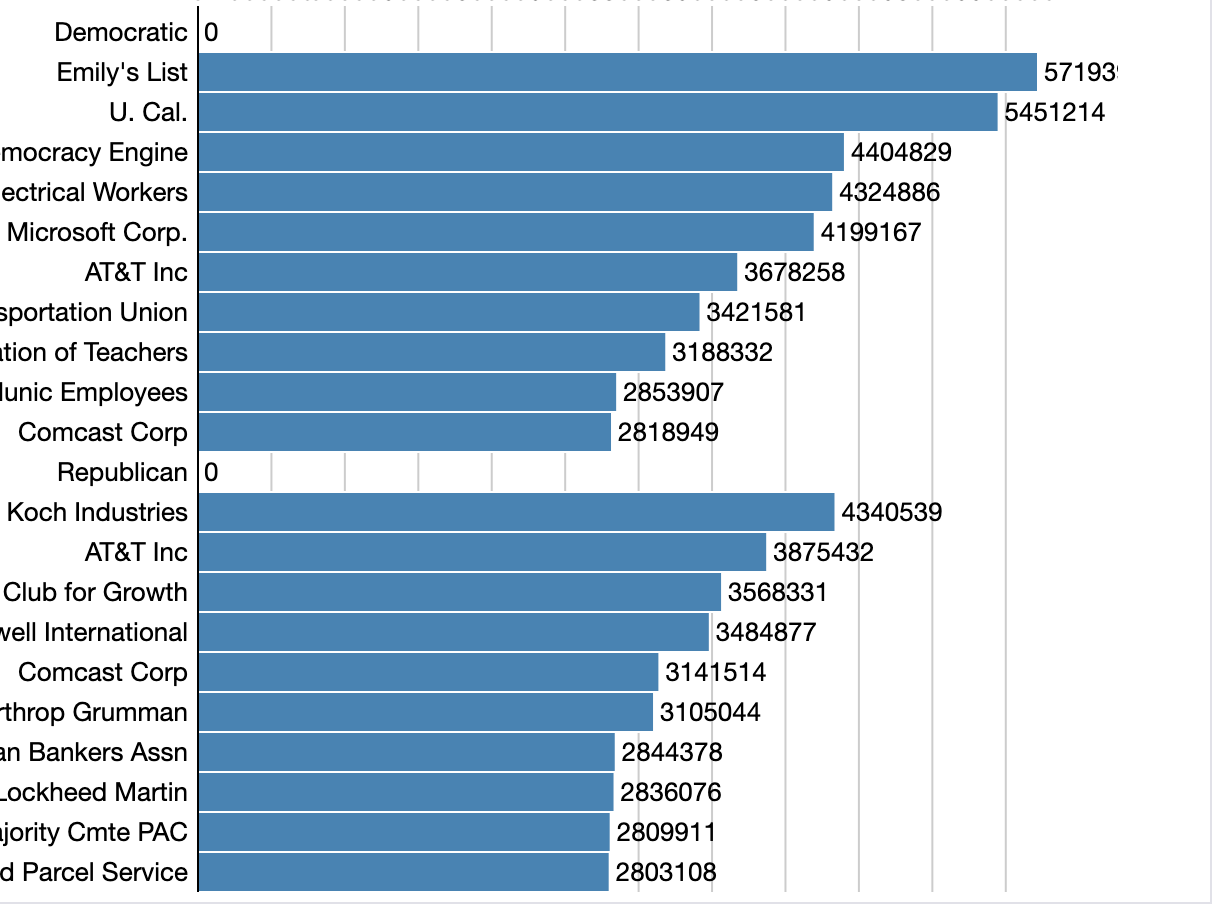 Democratic 0
Emily's List 57193
U. Cal. 5451214
mocracy Engine 4404829
ectrical Workers 4324886
Microsoft Corp. 4199167
AT&T Inc 3678258
sportation Union 3421581
ation of Teachers 3188332
unic Employees 2853907
Comcast Corp 2818949
Republican 0
Koch Industries 4340539
AT&T Inc 3875432
Club for Growth 3568331
well International 3484877
Comcast Corp 3141514
rthrop Grumman 3105044
an Bankers Assn 2844378
Lockheed Martin 2836076
ajority Cmte PAC 2809911
d Parcel Service 2803108